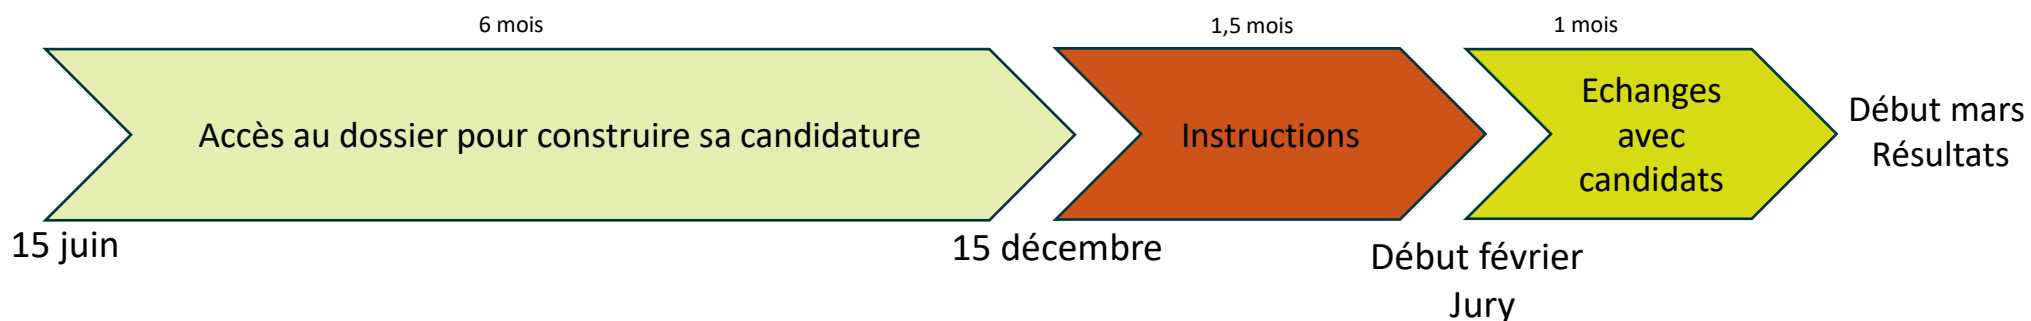 6 mois
1,5 mois
1 mois
Accès au dossier pour construire sa candidature
Instructions
Echanges
avec
candidats
Début mars
Résultats
15 juin
15 décembre
Début février
Jury